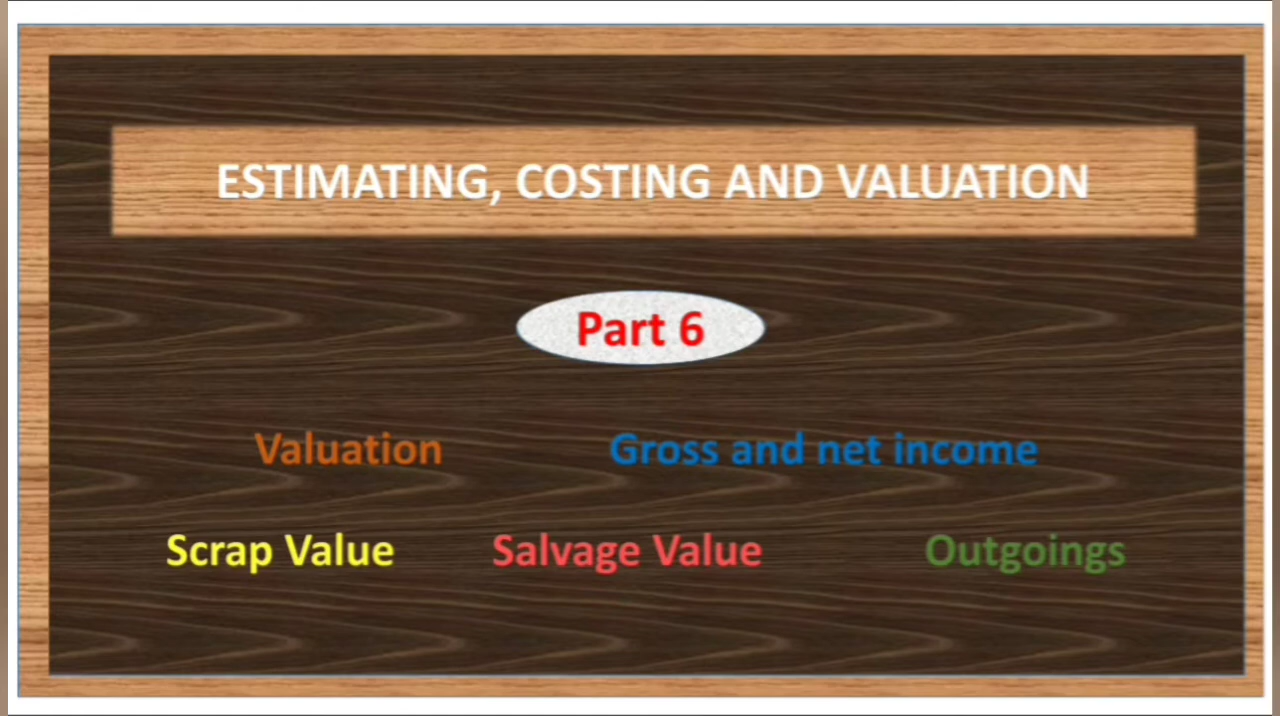 ESTIMATING, COSTING AND VALUATION
Part 6
Valuation Gross and net income
Scrap Value Salvage Value Outgoings